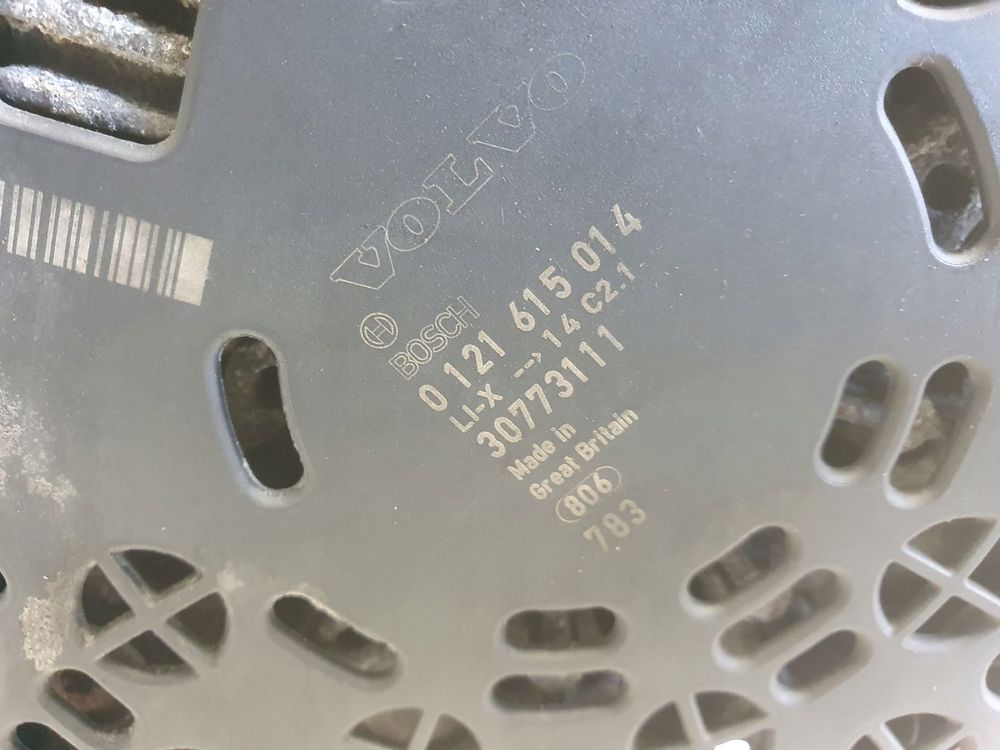 VOLVO
BOSCH
0 121 615 014
LI-X --> 14 C2.1
30773111
Made in
Great Britain
806
783